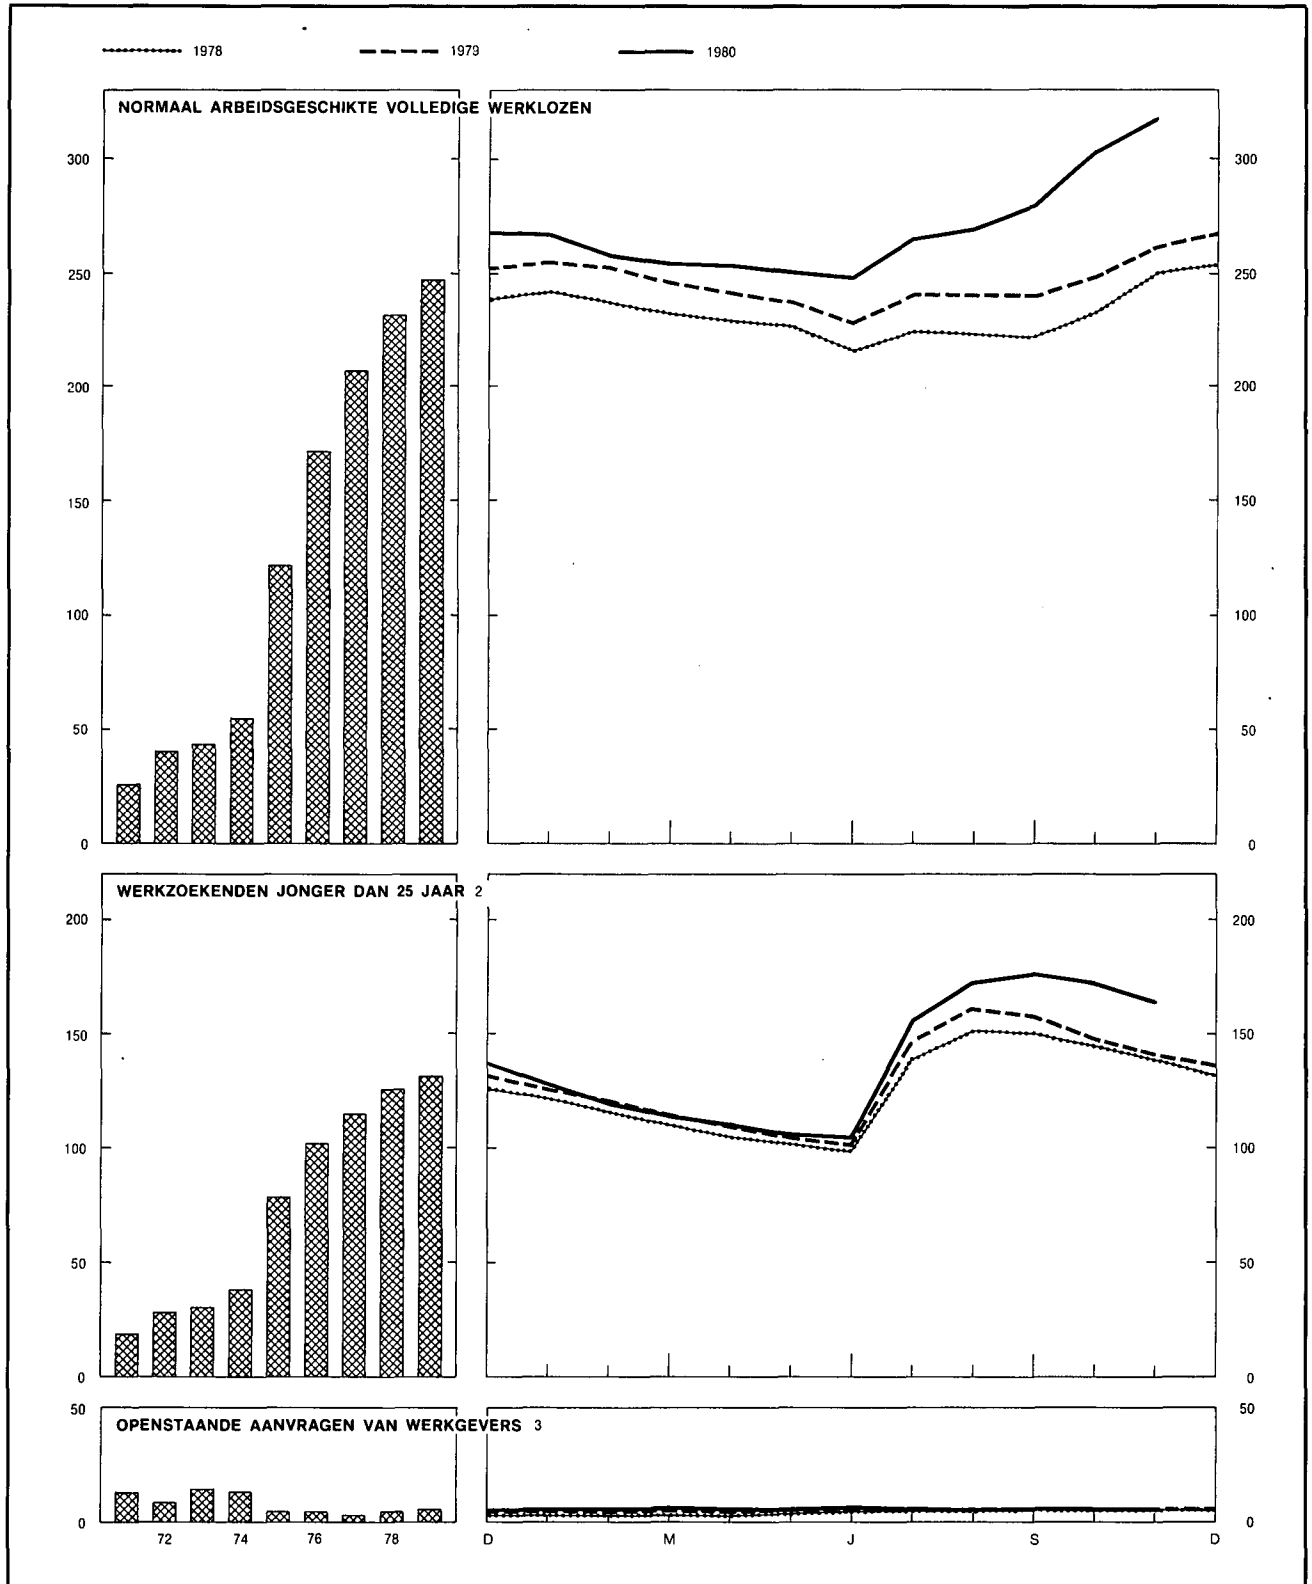 1978 1979 1980
NORMAAL ARBEIDSGESCHIKTE VOLLEDIGE WERKLOZEN
300 300
250 250
200 200
150 150
100 100
50 50
0 0
WERKZOEKENDEN JONGER DAN 25 JAAR 2
200 200
150 150
100 100
50 50
0 0
50 50
OPENSTAANDE AANVRAGEN VAN WERKGEVERS 3
0 0
72 74 76 78 D M J S D